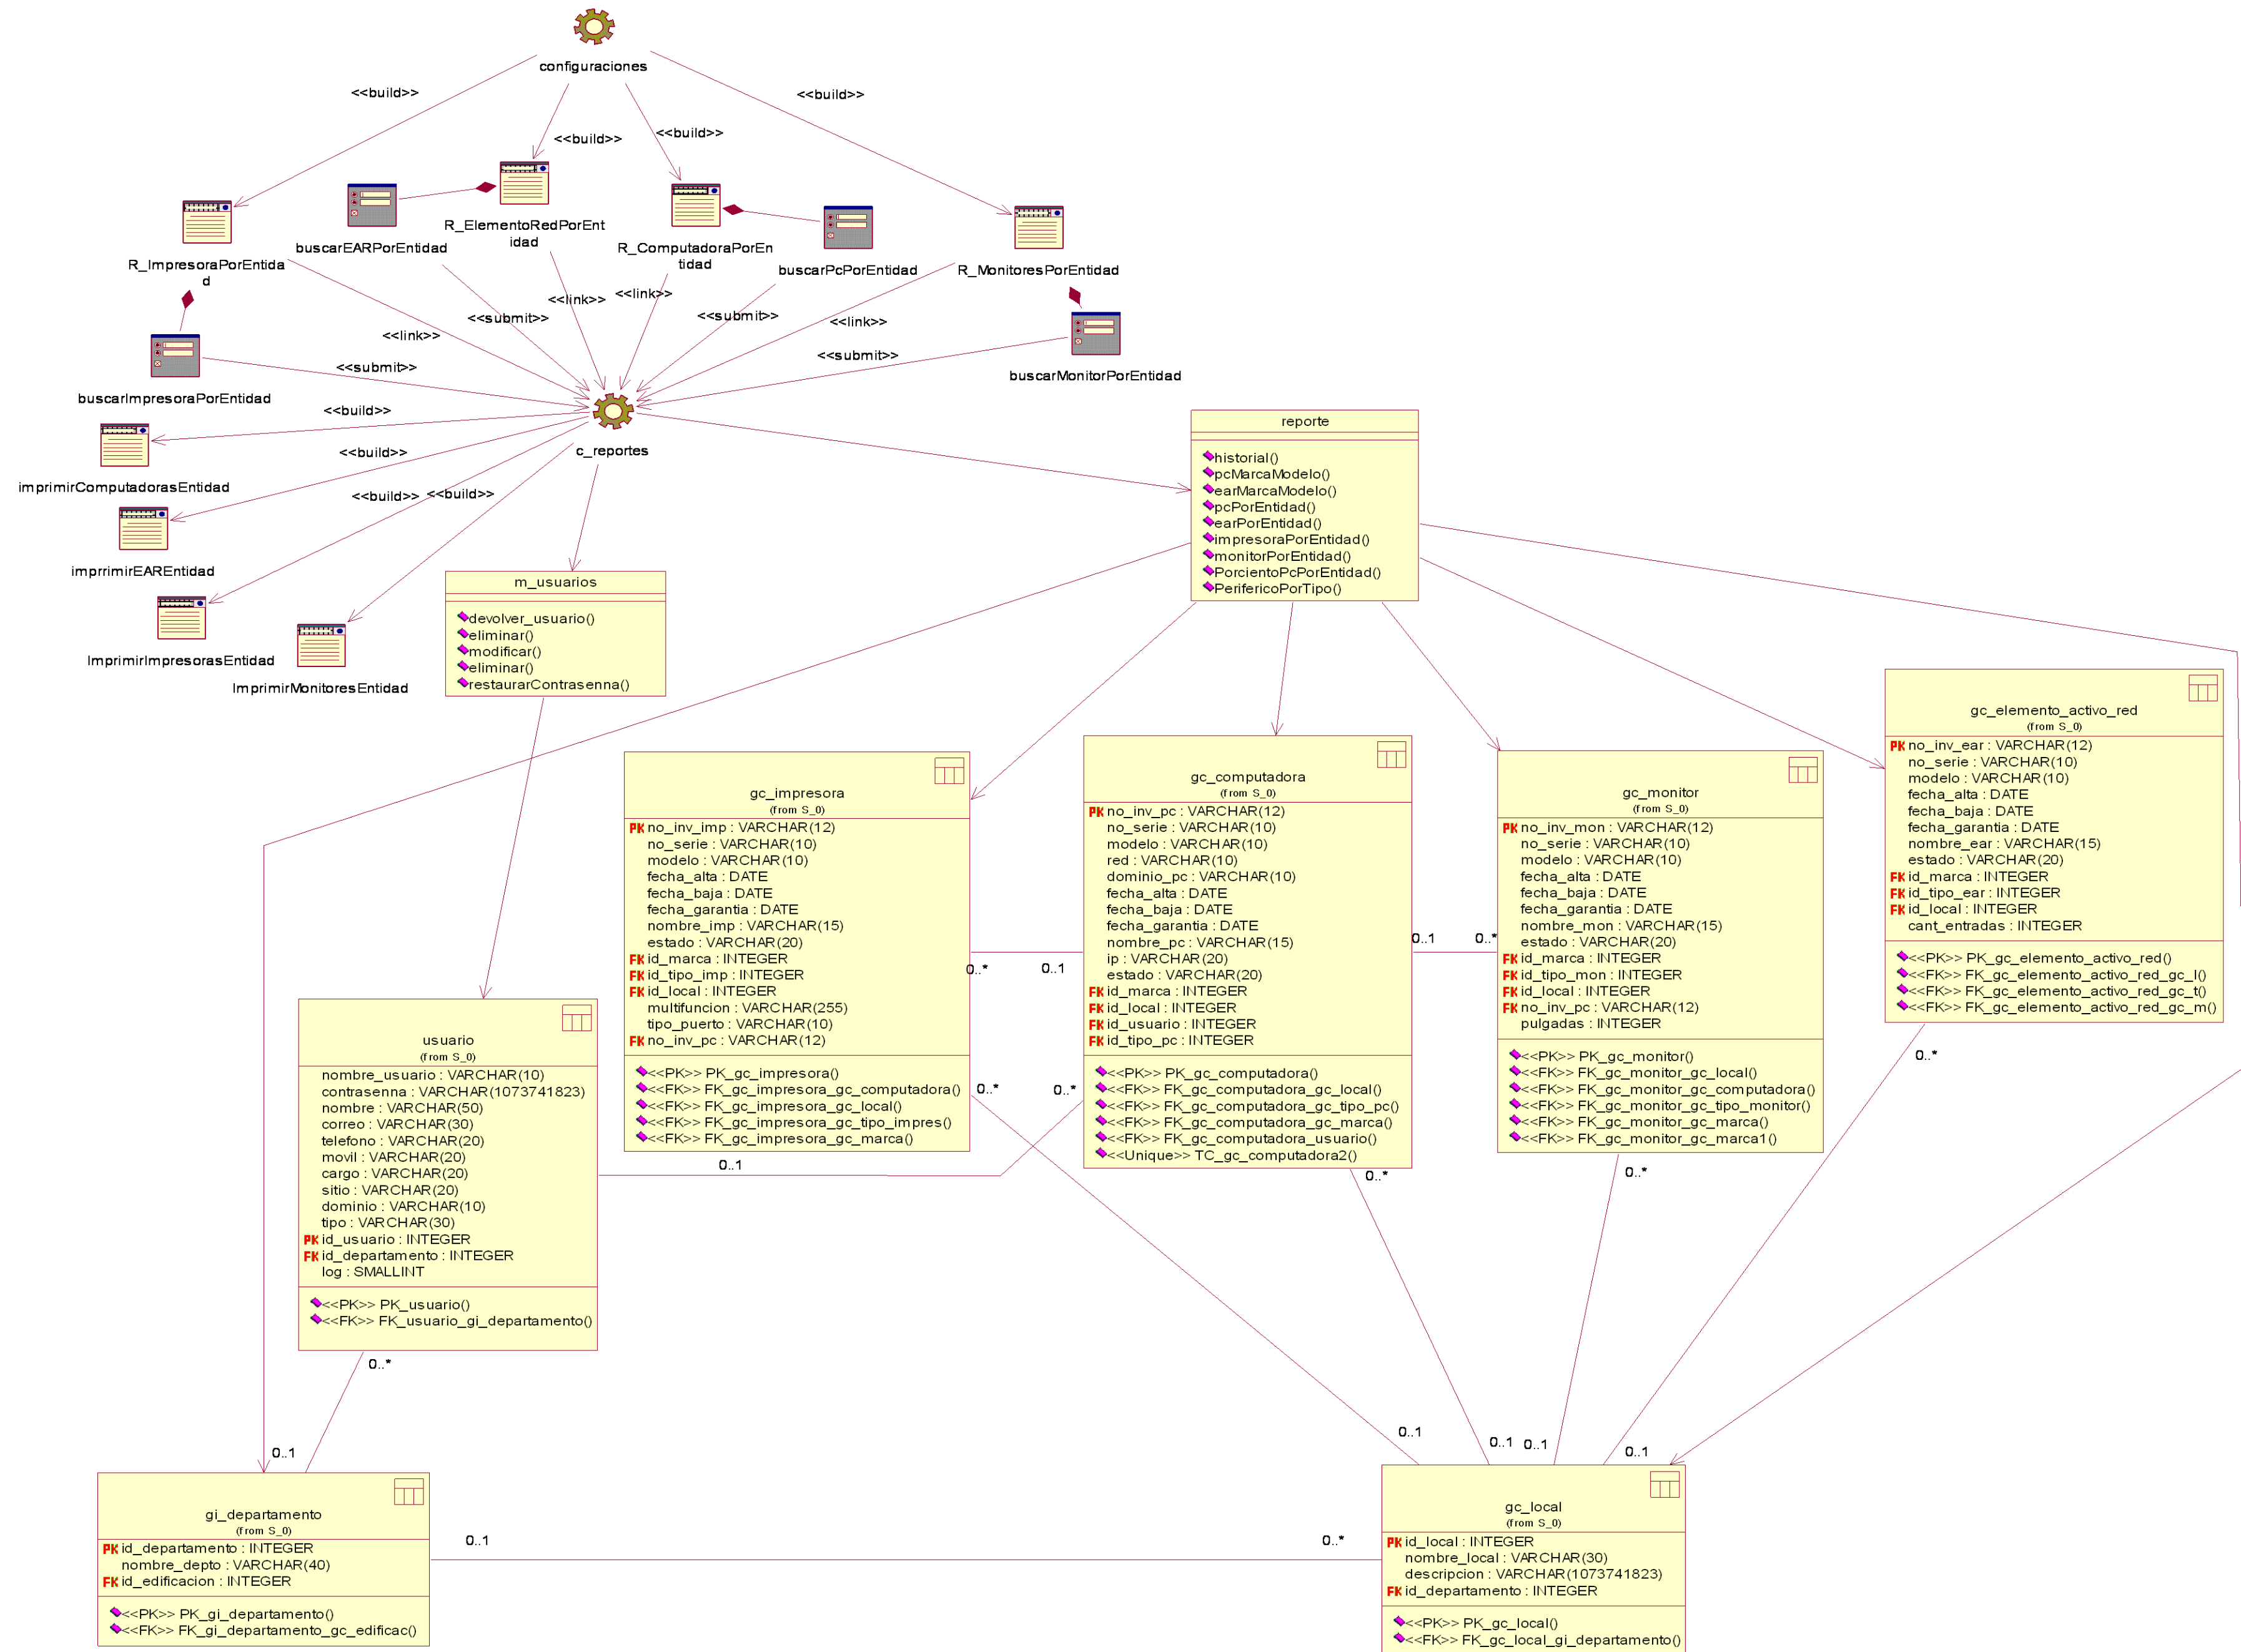 configuraciones
<<build>>
<<build>>
<<build>>
<<build>>
R_ImpresoraPorEntida
d
buscarEARPorEntidad
R_ElementoRedPorEnt
idad
R_ComputadoraPorEn
tidad
buscarPcPorEntidad
R_MonitoresPorEntidad
<<link>>
<<submit>>
<<link>>
<<link>>
<<submit>>
<<link>>
<<submit>>
<<submit>>
buscarImpresoraPorEntidad
buscarMonitorPorEntidad
<<build>>
<<build>>
<<build>>
<<build>>
c_reportes
imprimirComputadorasEntidad
imprrimirEAREntidad
ImprimirImpresorasEntidad
ImprimirMonitoresEntidad
reporte
historial()
pcMarcaModelo()
earMarcaModelo()
pcPorEntidad()
earPorEntidad()
impresoraPorEntidad()
monitorPorEntidad()
PorcientoPcPorEntidad()
PerifericoPorTipo()
m_usuarios
devolver_usuario()
eliminar()
modificar()
eliminar()
restaurarContrasenna()
gc_impresora
(from S_0)
PK no_inv_imp : VARCHAR(12)
no_serie : VARCHAR(10)
modelo : VARCHAR(10)
fecha_alta : DATE
fecha_baja : DATE
fecha_garantia : DATE
nombre_imp : VARCHAR(15)
estado : VARCHAR(20)
FK id_marca : INTEGER
FK id_tipo_imp : INTEGER
FK id_local : INTEGER
multifuncion : VARCHAR(255)
tipo_puerto : VARCHAR(10)
FK no_inv_pc : VARCHAR(12)
<<PK>> PK_gc_impresora()
<<FK>> FK_gc_impresora_gc_computadora()
<<FK>> FK_gc_impresora_gc_local()
<<FK>> FK_gc_impresora_gc_tipo_impres()
<<FK>> FK_gc_impresora_gc_marca()
gc_computadora
(from S_0)
PK no_inv_pc : VARCHAR(12)
no_serie : VARCHAR(10)
modelo : VARCHAR(10)
red : VARCHAR(10)
dominio_pc : VARCHAR(10)
fecha_alta : DATE
fecha_baja : DATE
fecha_garantia : DATE
nombre_pc : VARCHAR(15)
ip : VARCHAR(20)
estado : VARCHAR(20)
FK id_marca : INTEGER
FK id_local : INTEGER
FK id_usuario : INTEGER
FK id_tipo_pc : INTEGER
<<PK>> PK_gc_computadora()
<<FK>> FK_gc_computadora_gc_local()
<<FK>> FK_gc_computadora_gc_tipo_pc()
<<FK>> FK_gc_computadora_gc_marca()
<<FK>> FK_gc_computadora_usuario()
<<Unique>> TC_gc_computadora2()
gc_monitor
(from S_0)
PK no_inv_mon : VARCHAR(12)
no_serie : VARCHAR(10)
modelo : VARCHAR(10)
fecha_alta : DATE
fecha_baja : DATE
fecha_garantia : DATE
nombre_mon : VARCHAR(15)
estado : VARCHAR(20)
FK id_marca : INTEGER
FK id_tipo_mon : INTEGER
FK id_local : INTEGER
FK no_inv_pc : VARCHAR(12)
pulgadas : INTEGER
<<PK>> PK_gc_monitor()
<<FK>> FK_gc_monitor_gc_local()
<<FK>> FK_gc_monitor_gc_computadora()
<<FK>> FK_gc_monitor_gc_tipo_monitor()
<<FK>> FK_gc_monitor_gc_marca()
<<FK>> FK_gc_monitor_gc_marca1()
gc_elemento_activo_red
(from S_0)
PK no_inv_ear : VARCHAR(12)
no_serie : VARCHAR(10)
modelo : VARCHAR(10)
fecha_alta : DATE
fecha_baja : DATE
fecha_garantia : DATE
nombre_ear : VARCHAR(15)
estado : VARCHAR(20)
FK id_marca : INTEGER
FK id_tipo_ear : INTEGER
FK id_local : INTEGER
cant_entradas : INTEGER
<<PK>> PK_gc_elemento_activo_red()
<<FK>> FK_gc_elemento_activo_red_gc_l()
<<FK>> FK_gc_elemento_activo_red_gc_t()
<<FK>> FK_gc_elemento_activo_red_gc_m()
0..*
0..1
0..1
0..*
0..*
0..*
0..1
0..*
0..*
0..*
usuario
(from S_0)
nombre_usuario : VARCHAR(10)
contrasenna : VARCHAR(1073741823)
nombre : VARCHAR(50)
correo : VARCHAR(30)
telefono : VARCHAR(20)
movil : VARCHAR(20)
cargo : VARCHAR(20)
sitio : VARCHAR(20)
dominio : VARCHAR(10)
tipo : VARCHAR(30)
PK id_usuario : INTEGER
FK id_departamento : INTEGER
log : SMALLINT
<<PK>> PK_usuario()
<<FK>> FK_usuario_gi_departamento()
0..*
0..1
0..1
0..1
0..1
0..1
gi_departamento
(from S_0)
PK id_departamento : INTEGER
nombre_depto : VARCHAR(40)
FK id_edificacion : INTEGER
<<PK>> PK_gi_departamento()
<<FK>> FK_gi_departamento_gc_edificac()
0..1
0..*
gc_local
(from S_0)
PK id_local : INTEGER
nombre_local : VARCHAR(30)
descripcion : VARCHAR(1073741823)
FK id_departamento : INTEGER
<<PK>> PK_gc_local()
<<FK>> FK_gc_local_gi_departamento()